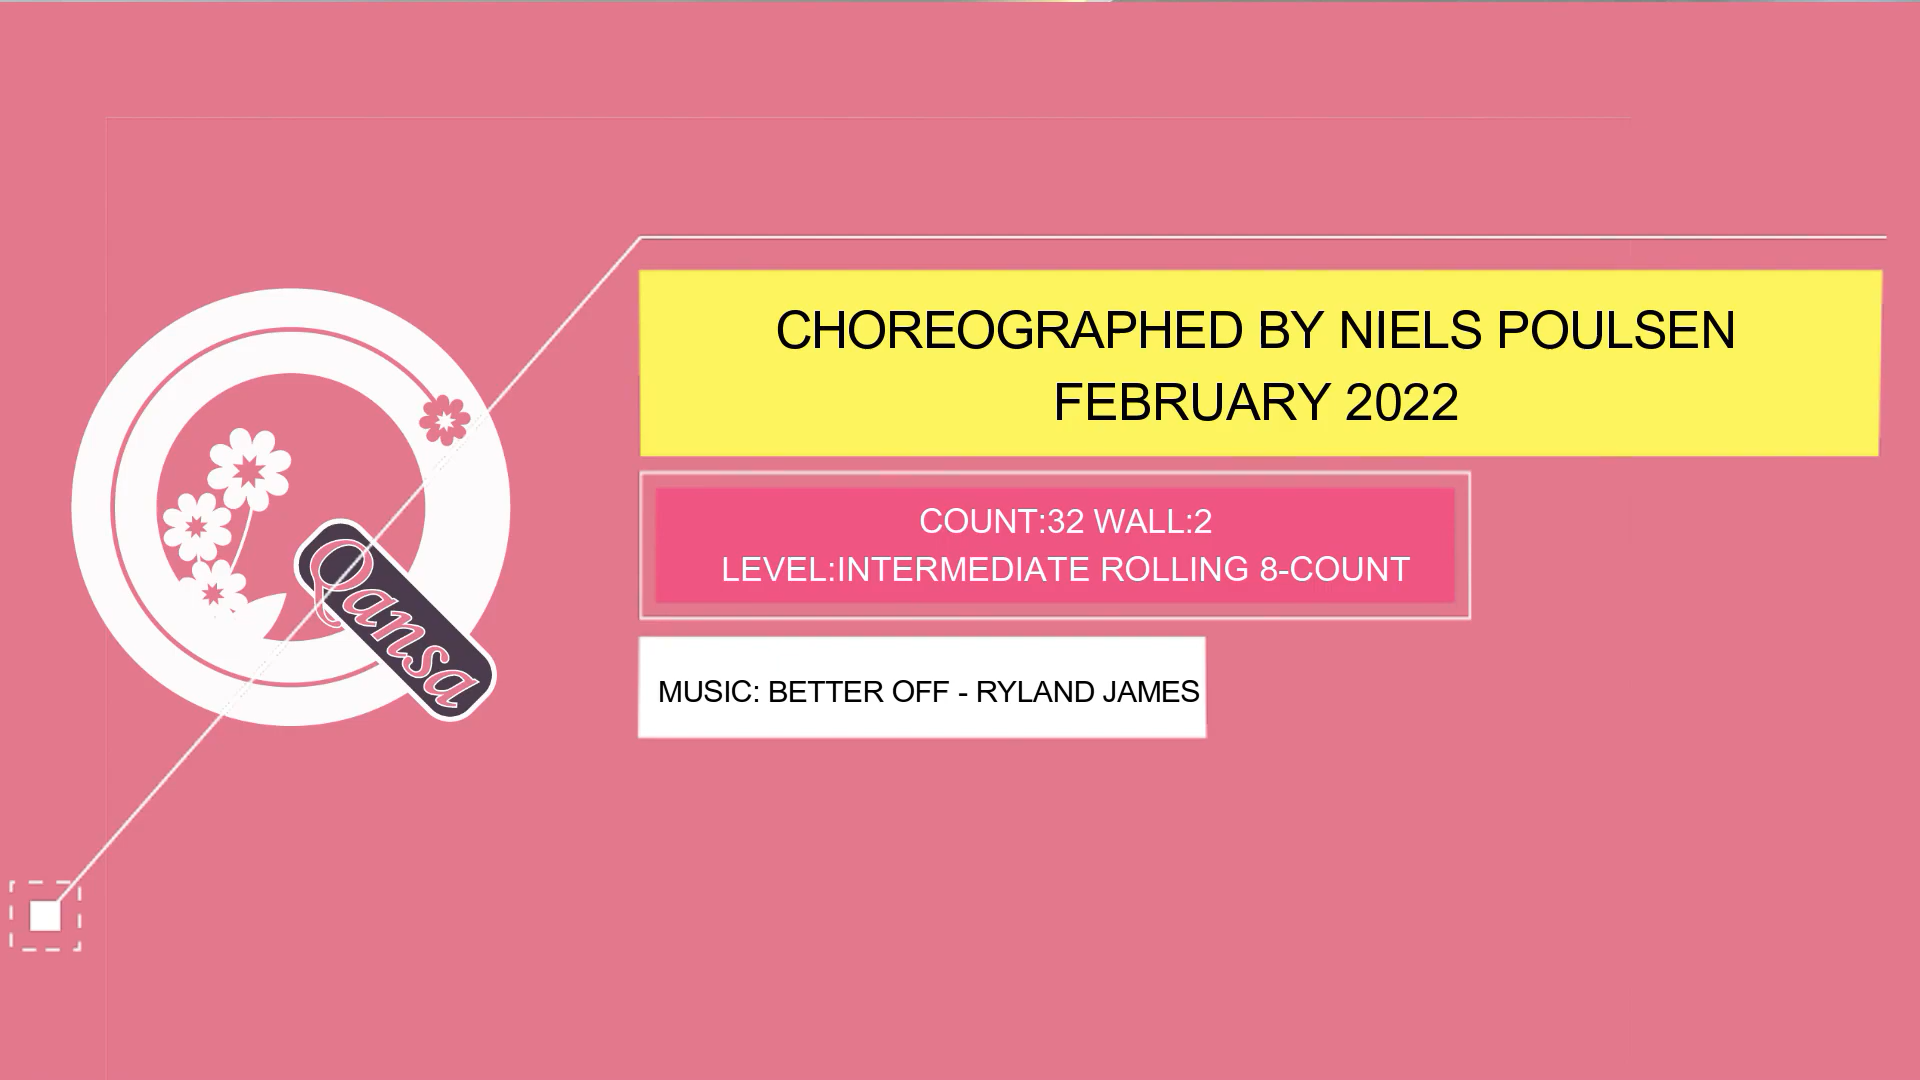 CHOREOGRAPHED BY NIELS POULSEN
FEBRUARY 2022
COUNT:32 WALL:2
LEVEL:INTERMEDIATE ROLLING 8-COUNT
MUSIC: BETTER OFF - RYLAND JAMES
Qansa